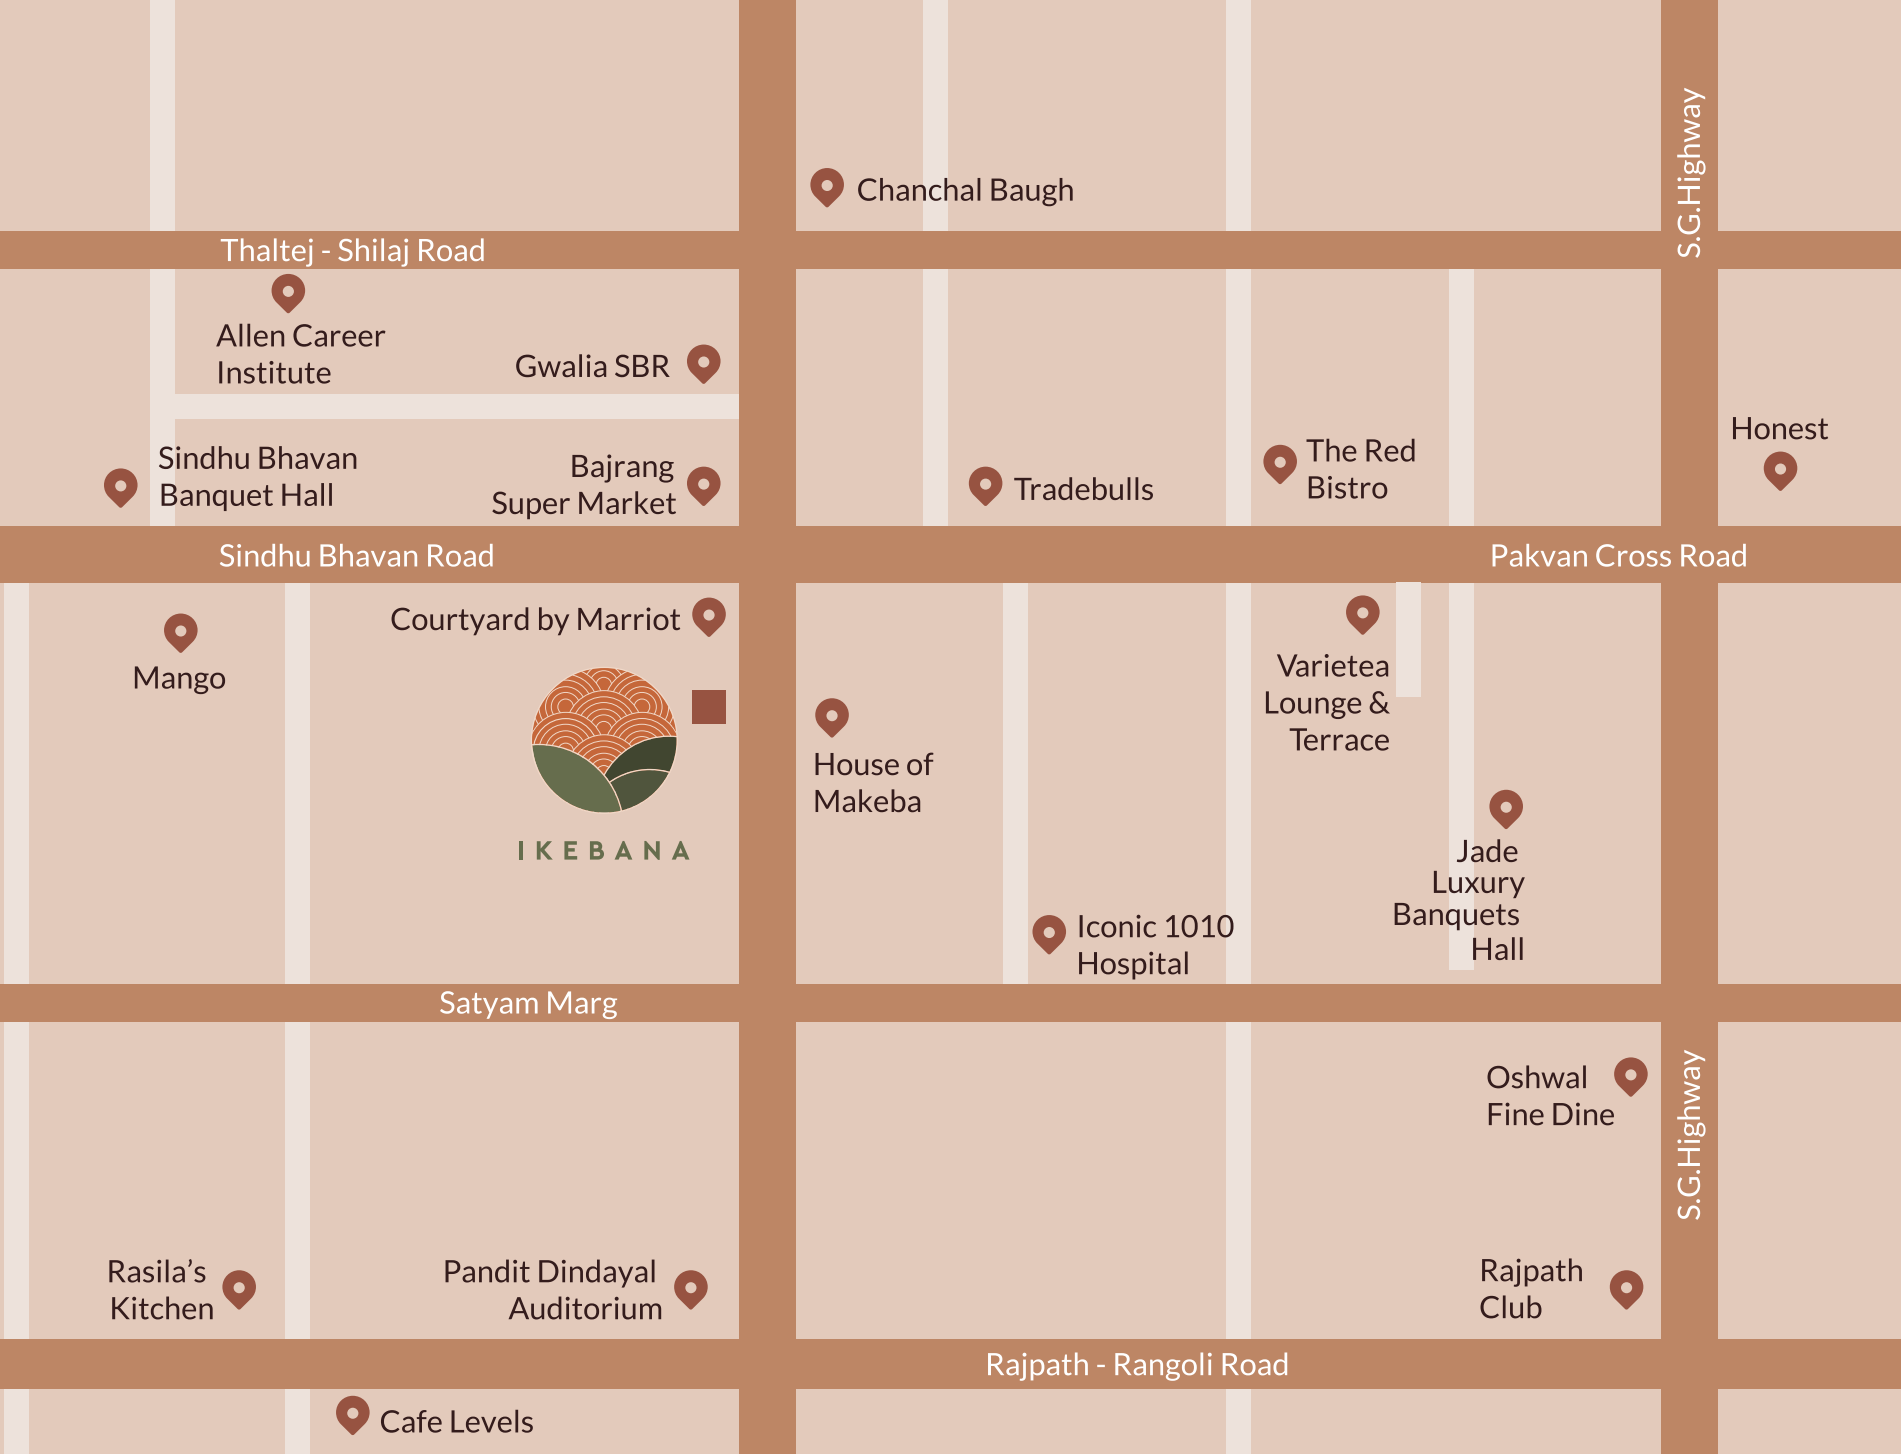 S.G.Highway
Chanchal Baugh
Thaltej - Shilaj Road
Allen Career
Institute
Gwalia SBR
Sindhu Bhavan
Banquet Hall
Bajrang
Super Market
Tradebulls
The Red
Bistro
Honest
Sindhu Bhavan Road
Pakvan Cross Road
Mango
Courtyard by Marriot
IKEBANA
House of
Makeba
Varietea
Lounge &
Terrace
Jade
Luxury
Banquets
Hall
Iconic 1010
Hospital
Satyam Marg
Oshwal
Fine Dine
S.G.Highway
Rasila’s
Kitchen
Pandit Dindayal
Auditorium
Rajpath
Club
Rajpath - Rangoli Road
Cafe Levels